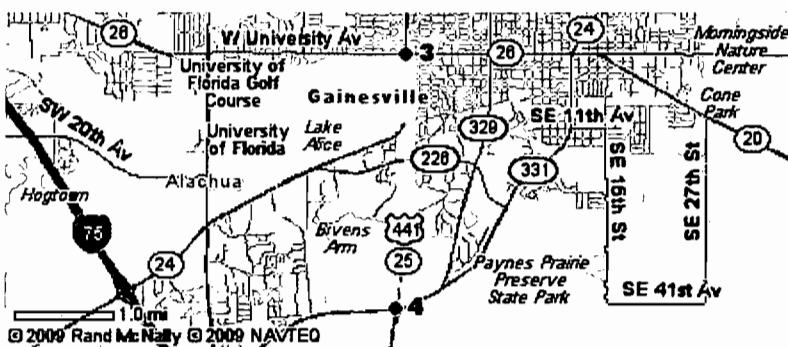 26
W University Av
3
26
24
Morningside
Nature
Center
University of
Florida Golf
Course
Gainesville
Cone
Park
SW 20th Av
University
of Florida
Lake
Alice
329
SE 11th Av
20
226
331
Alachua
Hogtown
SE 15th St
SE 27th St
75
Bivens
Arm
441
25
24
Paynes Prairie
Preserve
State Park
SE 41st Av
4
1.0 mi
© 2009 Rand McNally © 2009 NAVTEQ